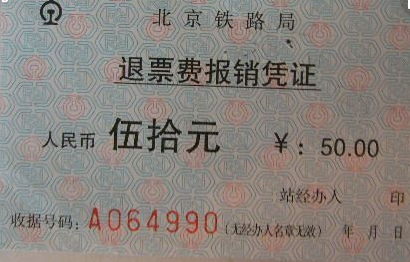 北京铁路局
退票费报销凭证
人民币 伍拾元 ￥：50.00
站经办人 印
收据号码：A064990（无经办人名章无效） 年 月 日